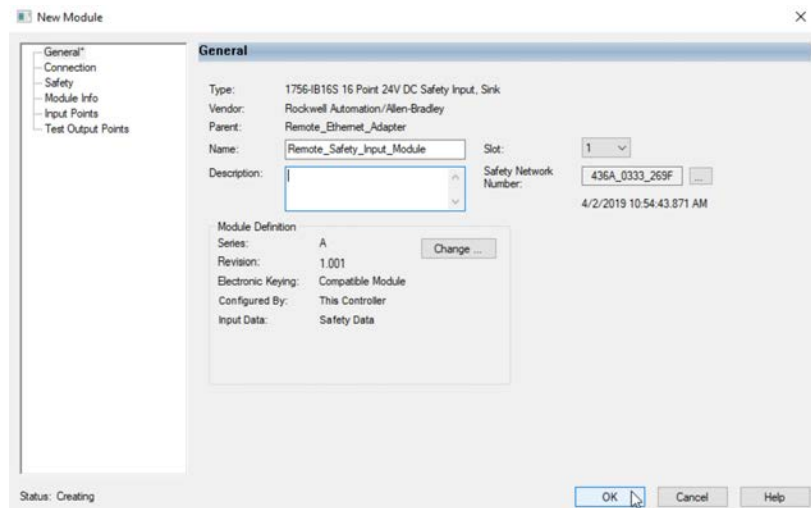 New Module
General*
Connection
Safety
Module Info
Input Points
Test Output Points
General
Type: 1756-IB16S 16 Point 24V DC Safety Input, Sink
Vendor: Rockwell Automation/Allen-Bradley
Parent: Remote_Ethernet_Adapter
Name: Remote_Safety_Input_Module Slot: 1
Description: Safety Network Number: 436A_0333_269F ...
4/2/2019 10:54:43.871 AM
Module Definition
Series: A Change ...
Revision: 1.001
Electronic Keying: Compatible Module
Configured By: This Controller
Input Data: Safety Data
Status: Creating OK Cancel Help